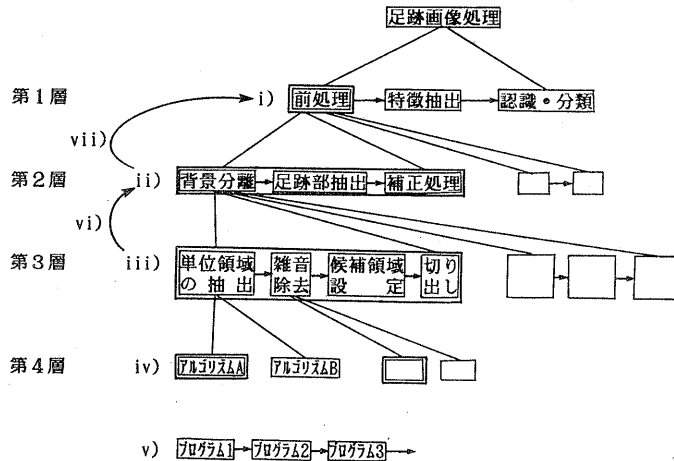 足跡画像処理
第1層 i) 前処理 特徴抽出 認識・分類
vii)
第2層 ii) 背景分離 足跡部抽出 補正処理
vi)
第3層 iii) 単位領域の抽出 雑音除去 候補領域設定 切り出し
第4層 iv) アルゴリズムA アルゴリズムB
v) プログラム1 プログラム2 プログラム3